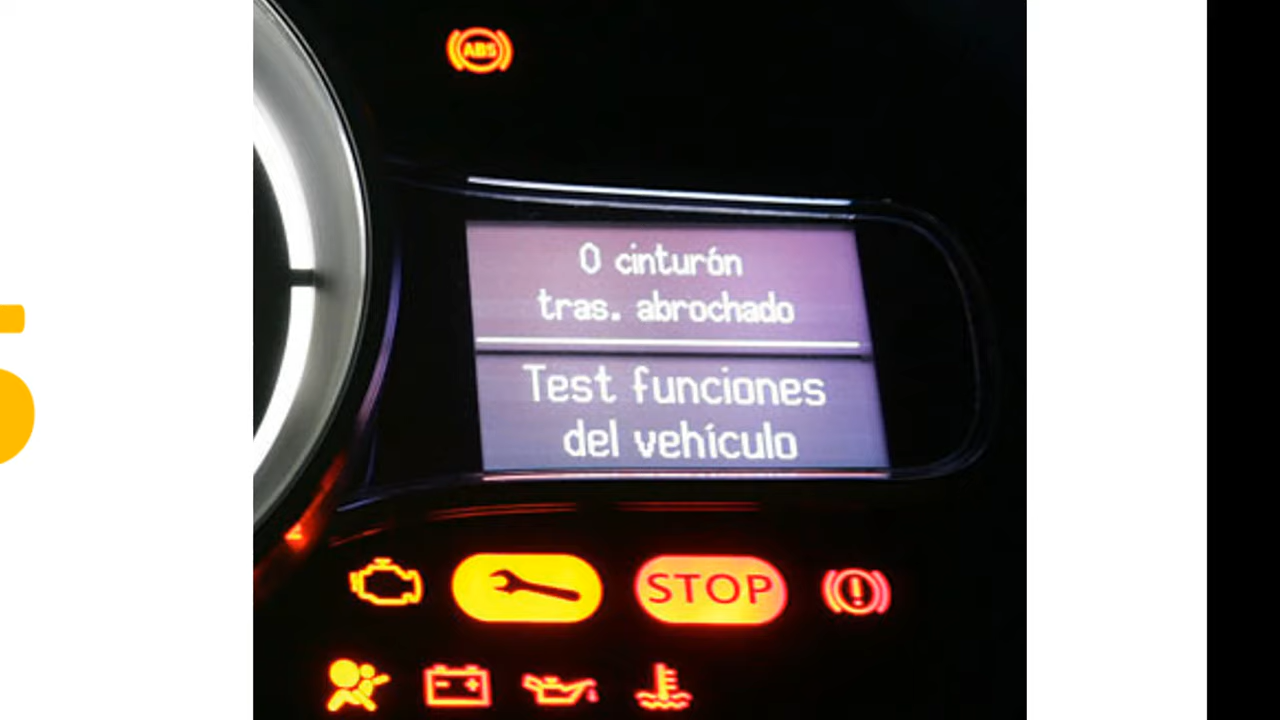 ABS
0 cinturón
tras. abrochado
Test funciones
del vehículo
STOP